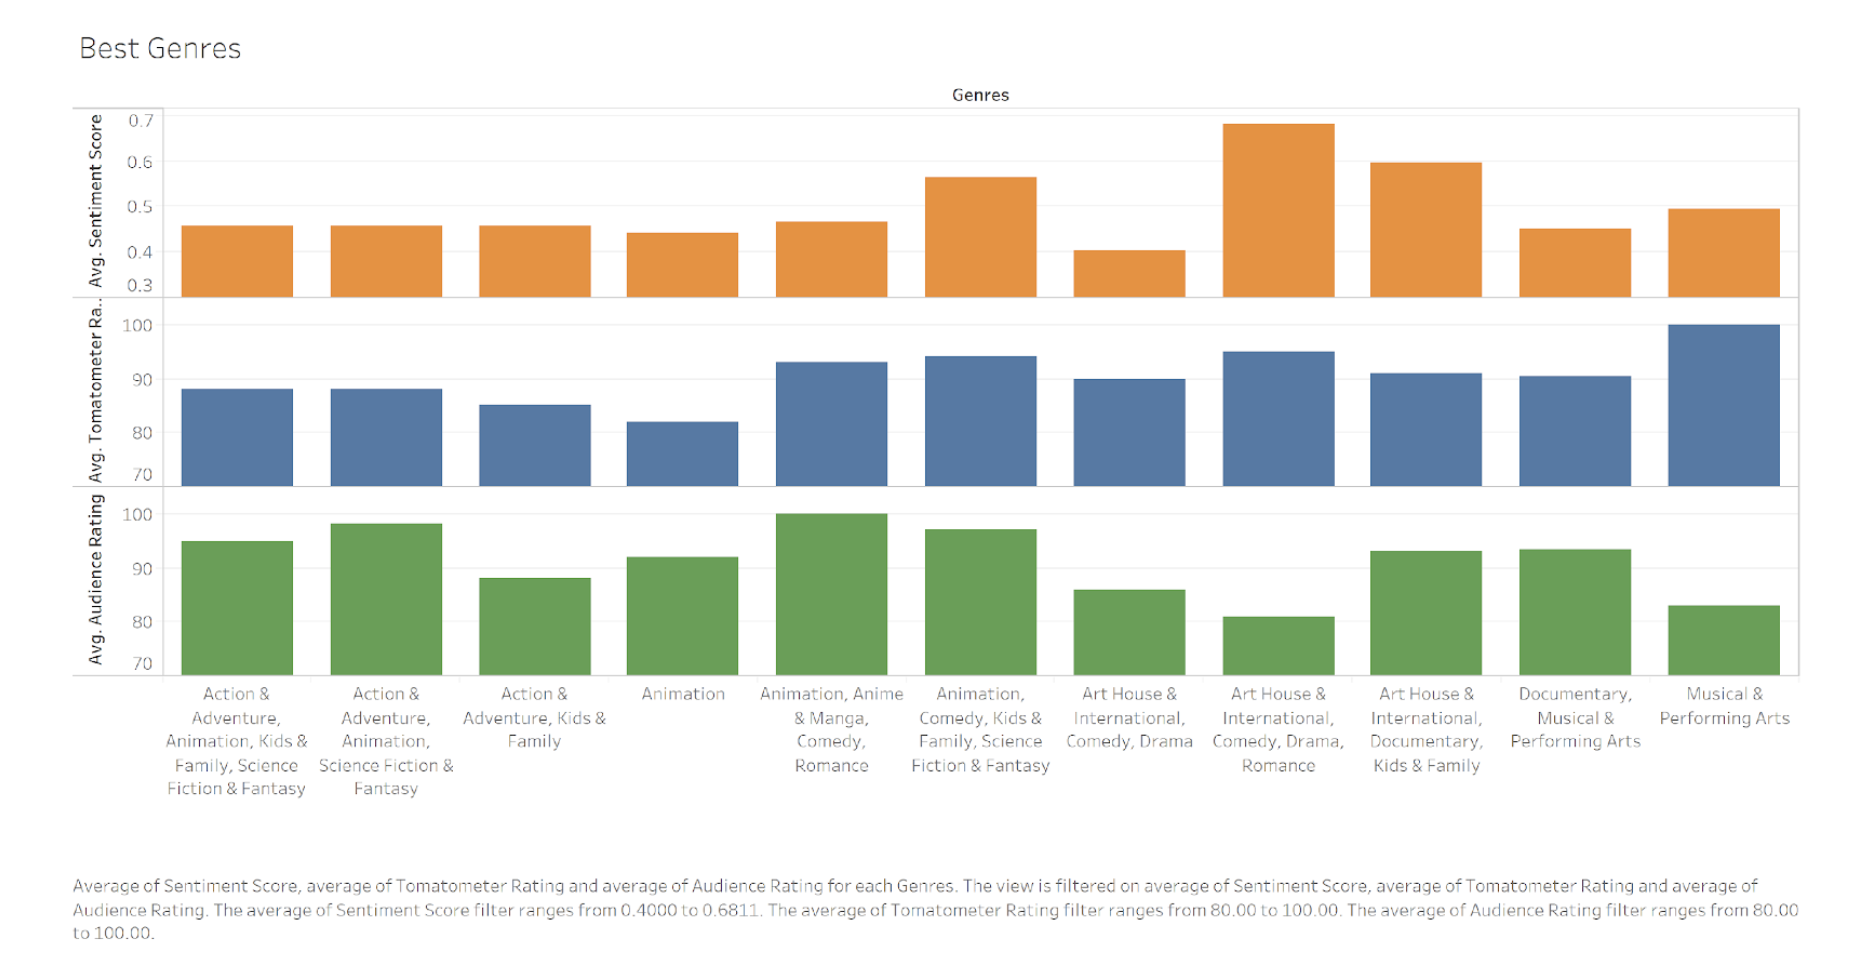 Best Genres
Genres
Avg. Sentiment Score
0.7
0.6
0.5
0.4
0.3
Avg. Tomatometer Ra..
100
90
80
70
Avg. Audience Rating
100
90
80
70
Action &
Adventure,
Animation, Kids &
Family, Science
Fiction & Fantasy
Action &
Adventure,
Animation,
Science Fiction &
Fantasy
Action &
Adventure, Kids &
Family
Animation
Animation, Anime
& Manga,
Comedy,
Romance
Animation,
Comedy, Kids &
Family, Science
Fiction & Fantasy
Art House &
International,
Comedy, Drama
Art House &
International,
Comedy, Drama,
Romance
Art House &
International,
Documentary,
Kids & Family
Documentary,
Musical &
Performing Arts
Musical &
Performing Arts
Average of Sentiment Score, average of Tomatometer Rating and average of Audience Rating for each Genres. The view is filtered on average of Sentiment Score, average of Tomatometer Rating and average of
Audience Rating. The average of Sentiment Score filter ranges from 0.4000 to 0.6811. The average of Tomatometer Rating filter ranges from 80.00 to 100.00. The average of Audience Rating filter ranges from 80.00
to 100.00.